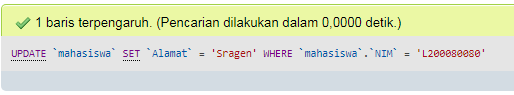 1 baris terpengaruh. (Pencarian dilakukan dalam 0,0000 detik.)
UPDATE `mahasiswa` SET `Alamat` = 'Sragen' WHERE `mahasiswa`.`NIM` = 'L200080080'